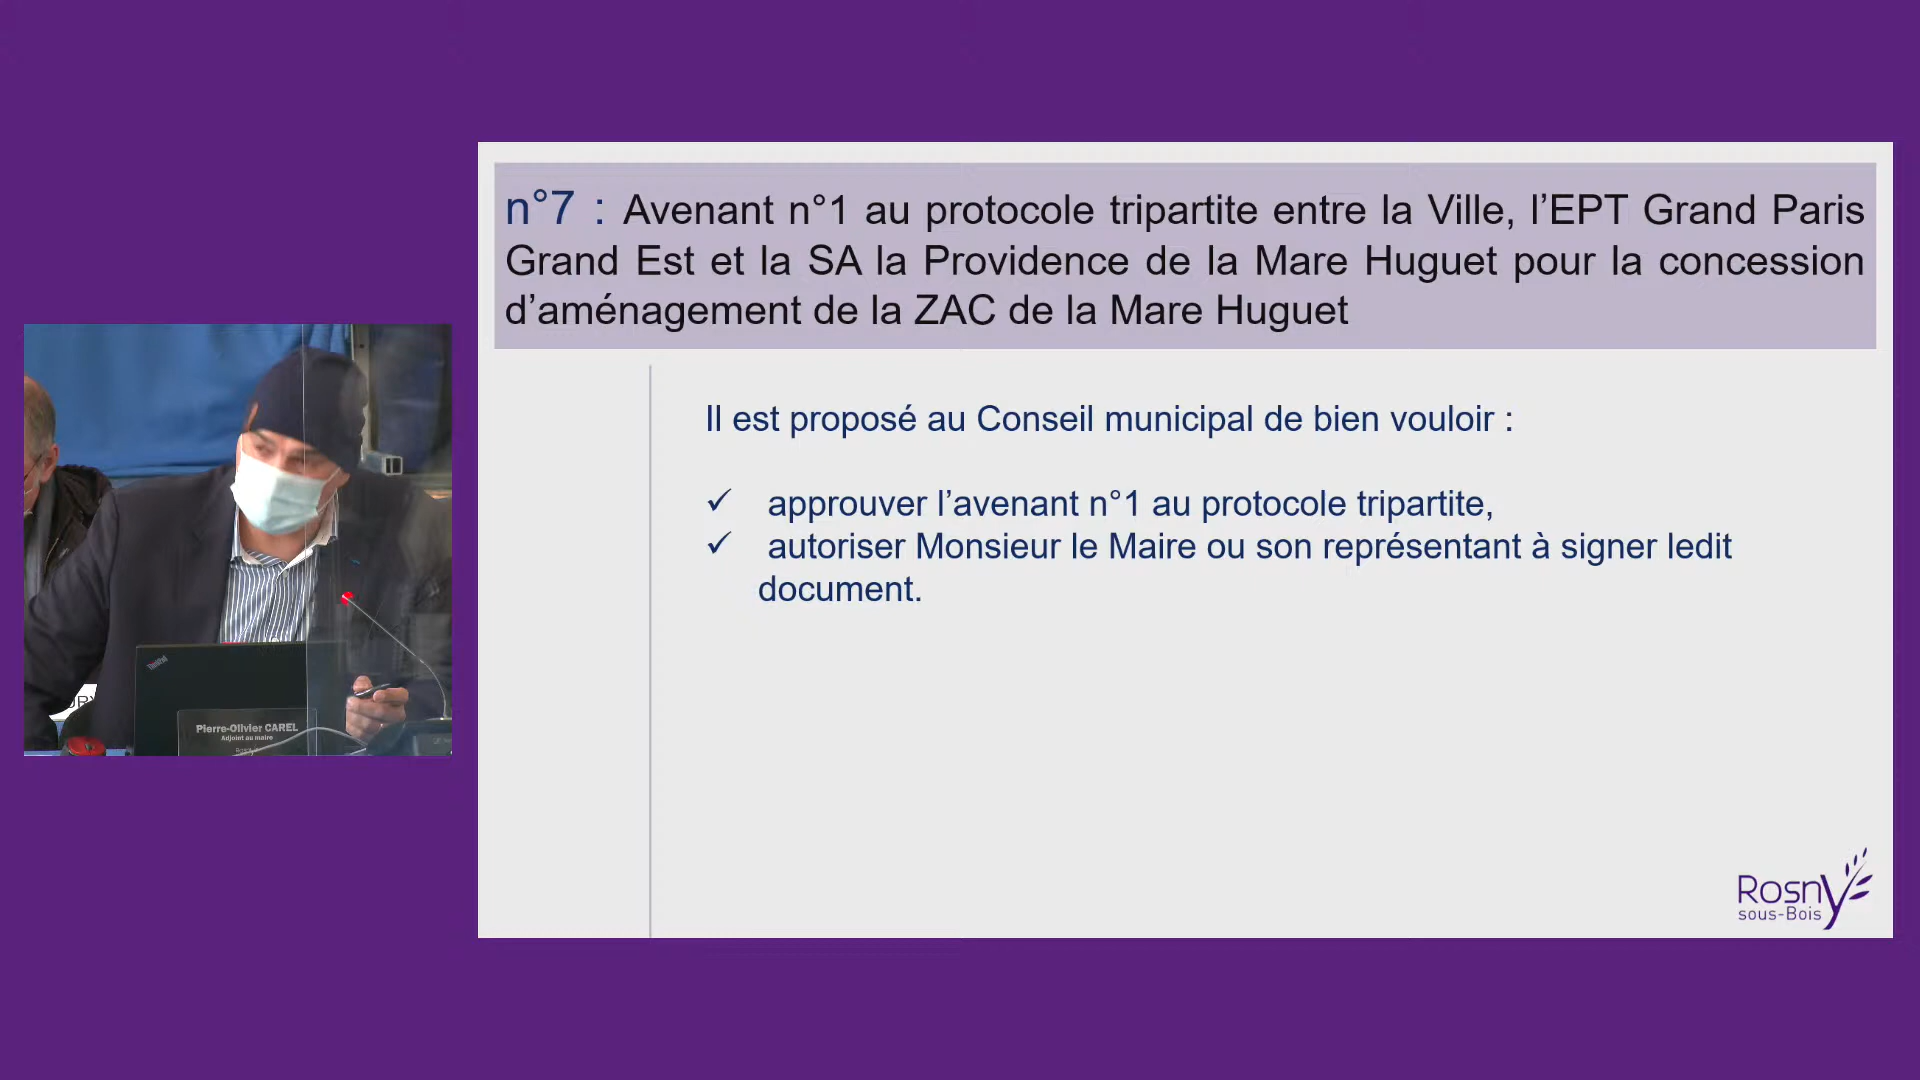 n°7 : Avenant n°1 au protocole tripartite entre la Ville, l’EPT Grand Paris
Grand Est et la SA la Providence de la Mare Huguet pour la concession
d’aménagement de la ZAC de la Mare Huguet
Il est proposé au Conseil municipal de bien vouloir :
✓ approuver l’avenant n°1 au protocole tripartite,
✓ autoriser Monsieur le Maire ou son représentant à signer ledit
document.
ThinkPad
Pierre-Olivier CAREL
Adjoint au maire
Rosny
sous-Bois